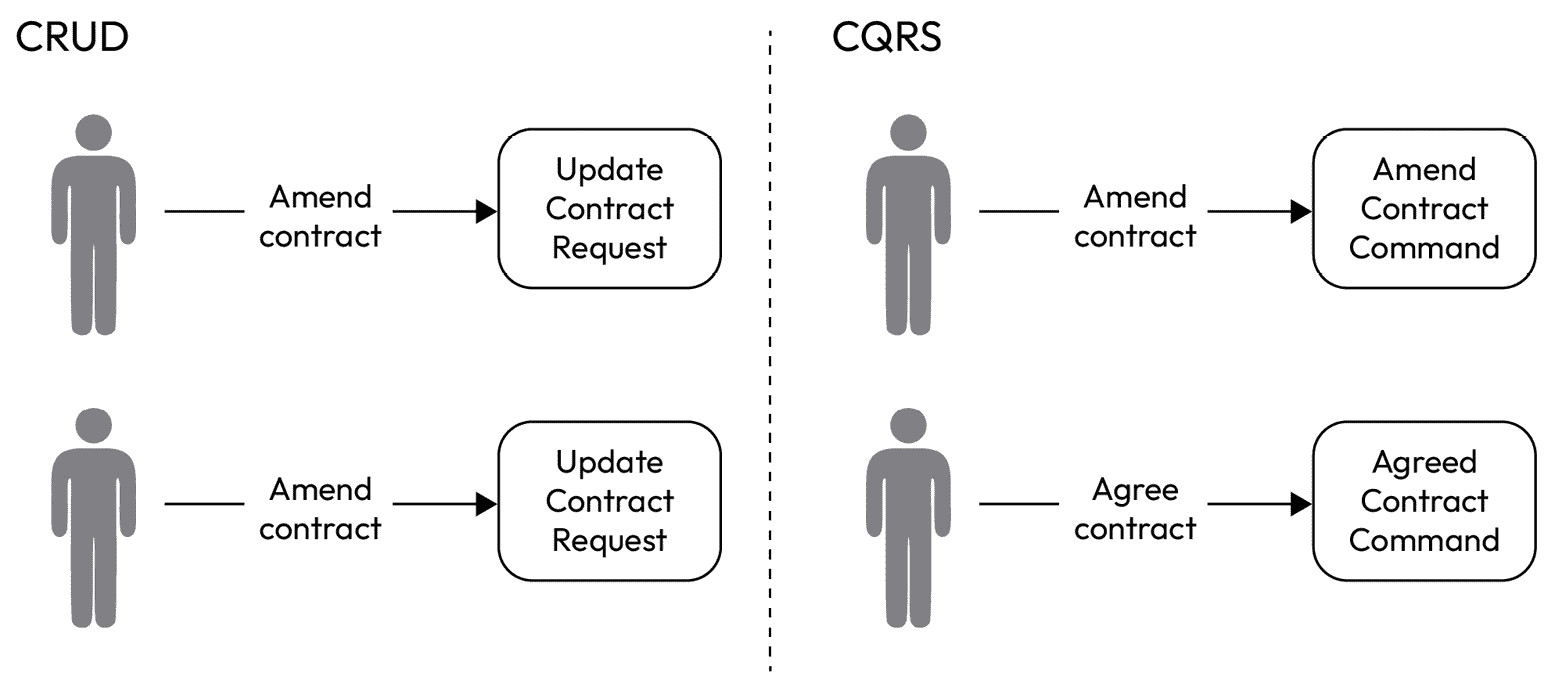 CRUD
Amend
contract
Update
Contract
Request
Amend
contract
Update
Contract
Request
CQRS
Amend
contract
Amend
Contract
Command
Agree
contract
Agreed
Contract
Command